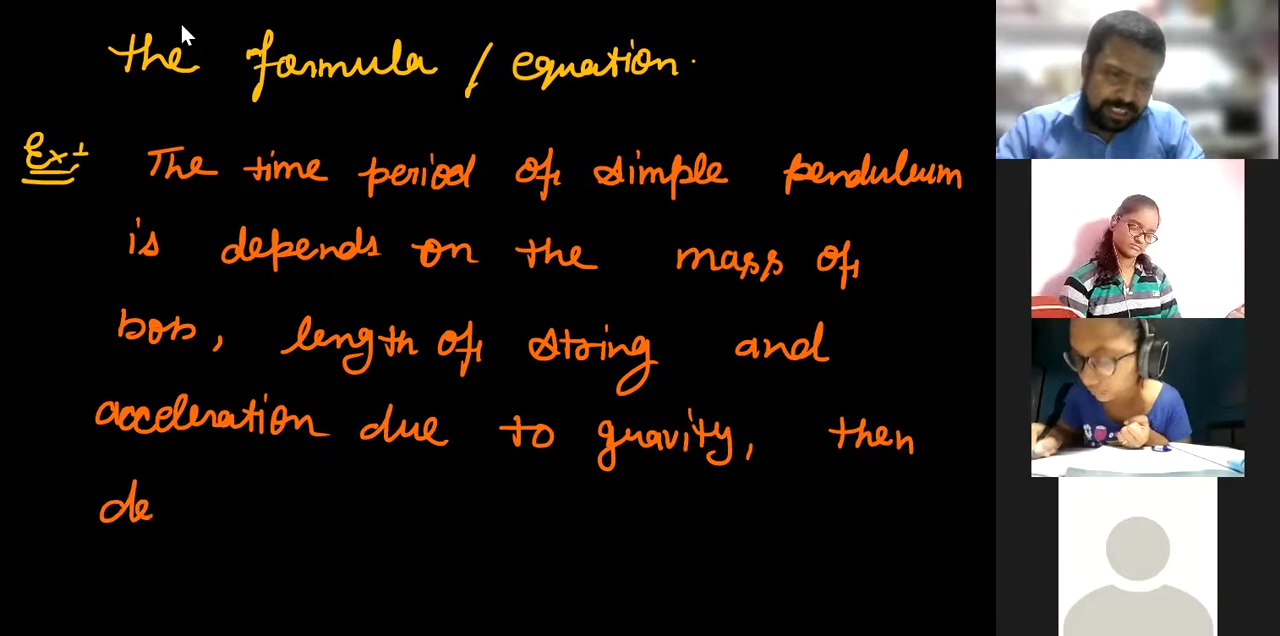 the formula / equation.
Ex:- The time period of simple pendulum
is depends on the mass of
bob, length of string and
acceleration due to gravity, then
de